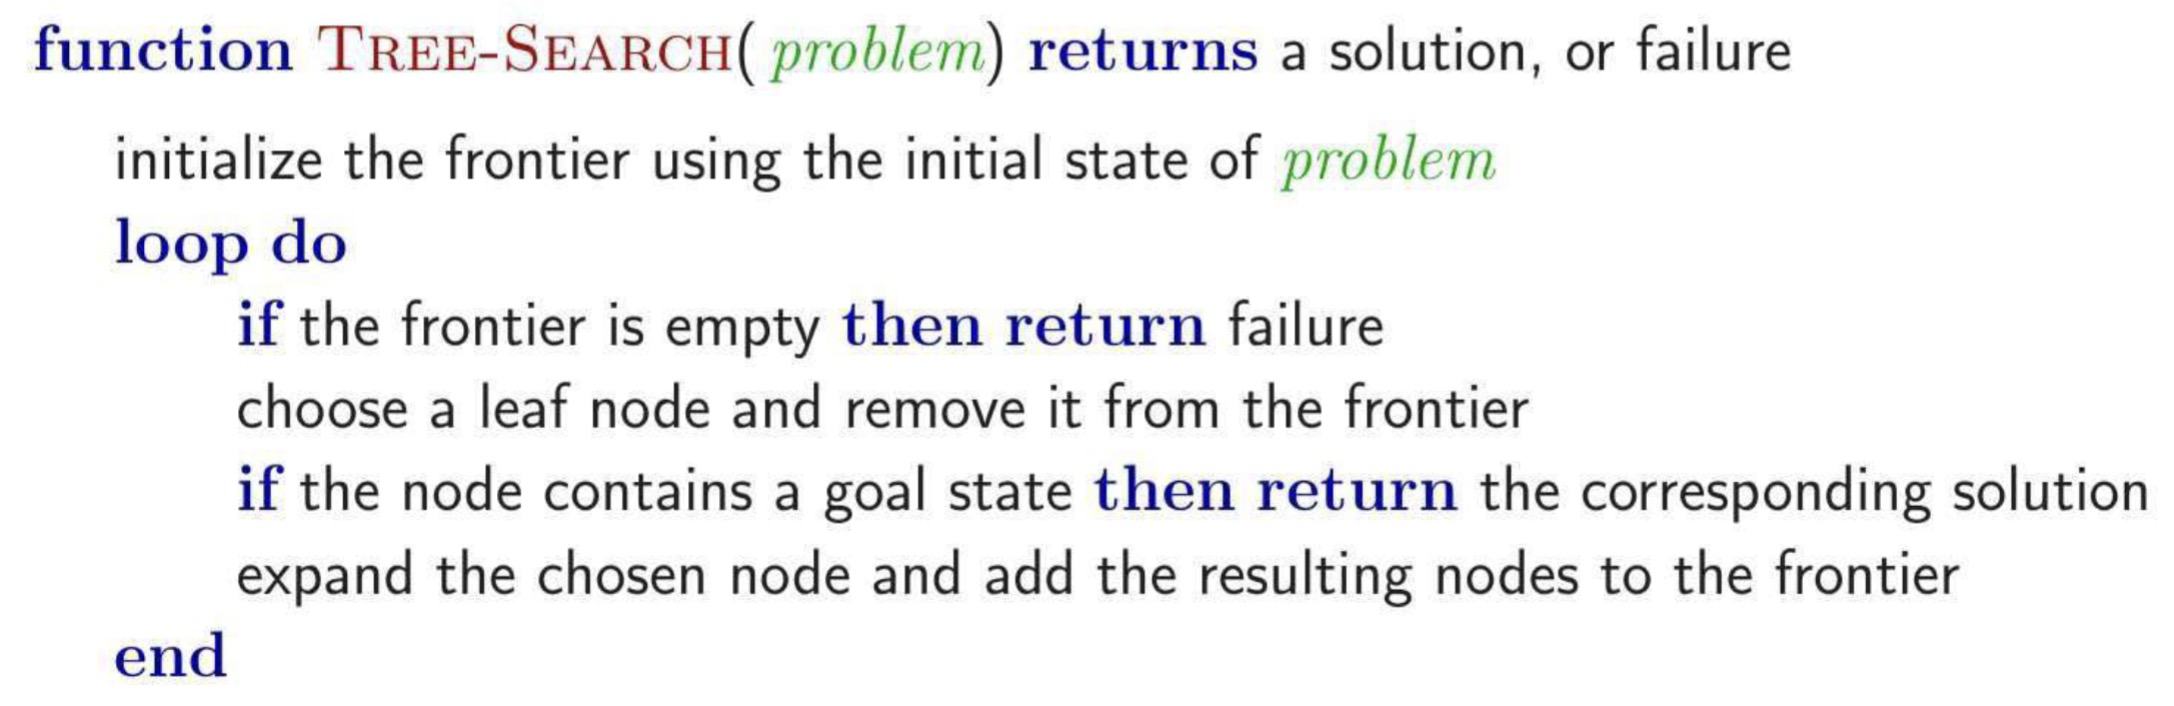 function TREE-SEARCH( problem) returns a solution, or failure
initialize the frontier using the initial state of problem
loop do
if the frontier is empty then return failure
choose a leaf node and remove it from the frontier
if the node contains a goal state then return the corresponding solution
expand the chosen node and add the resulting nodes to the frontier
end